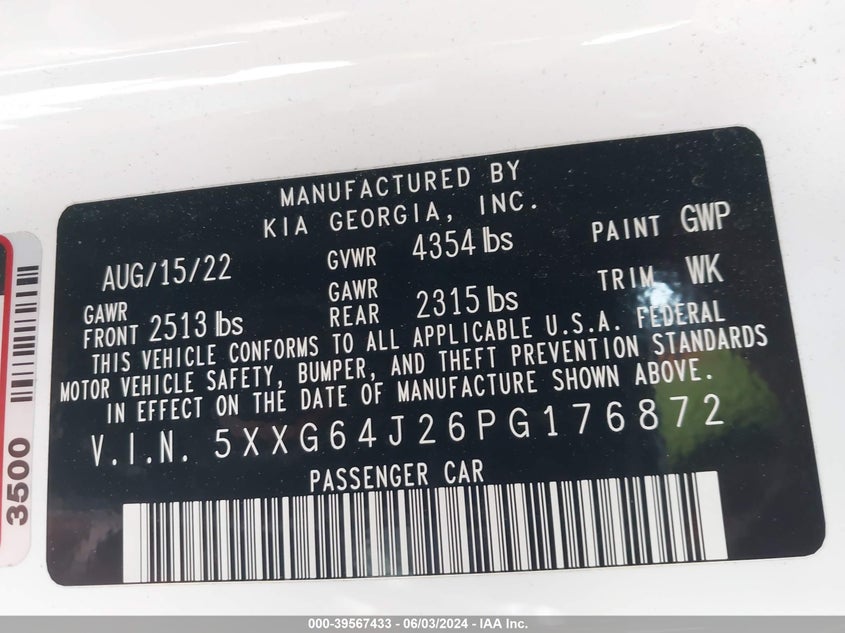 MANUFACTURED BY
KIA GEORGIA, INC.
AUG/15/22 GVWR 4354 lbs PAINT GWP
GAWR FRONT 2513 lbs GAWR REAR 2315 lbs TRIM WK
THIS VEHICLE CONFORMS TO ALL APPLICABLE U.S.A. FEDERAL
MOTOR VEHICLE SAFETY, BUMPER, AND THEFT PREVENTION STANDARDS
IN EFFECT ON THE DATE OF MANUFACTURE SHOWN ABOVE.
V.I.N. 5XXG64J26PG176872
PASSENGER CAR
3500
000-39567433 - 06/03/2024 - IAA Inc.